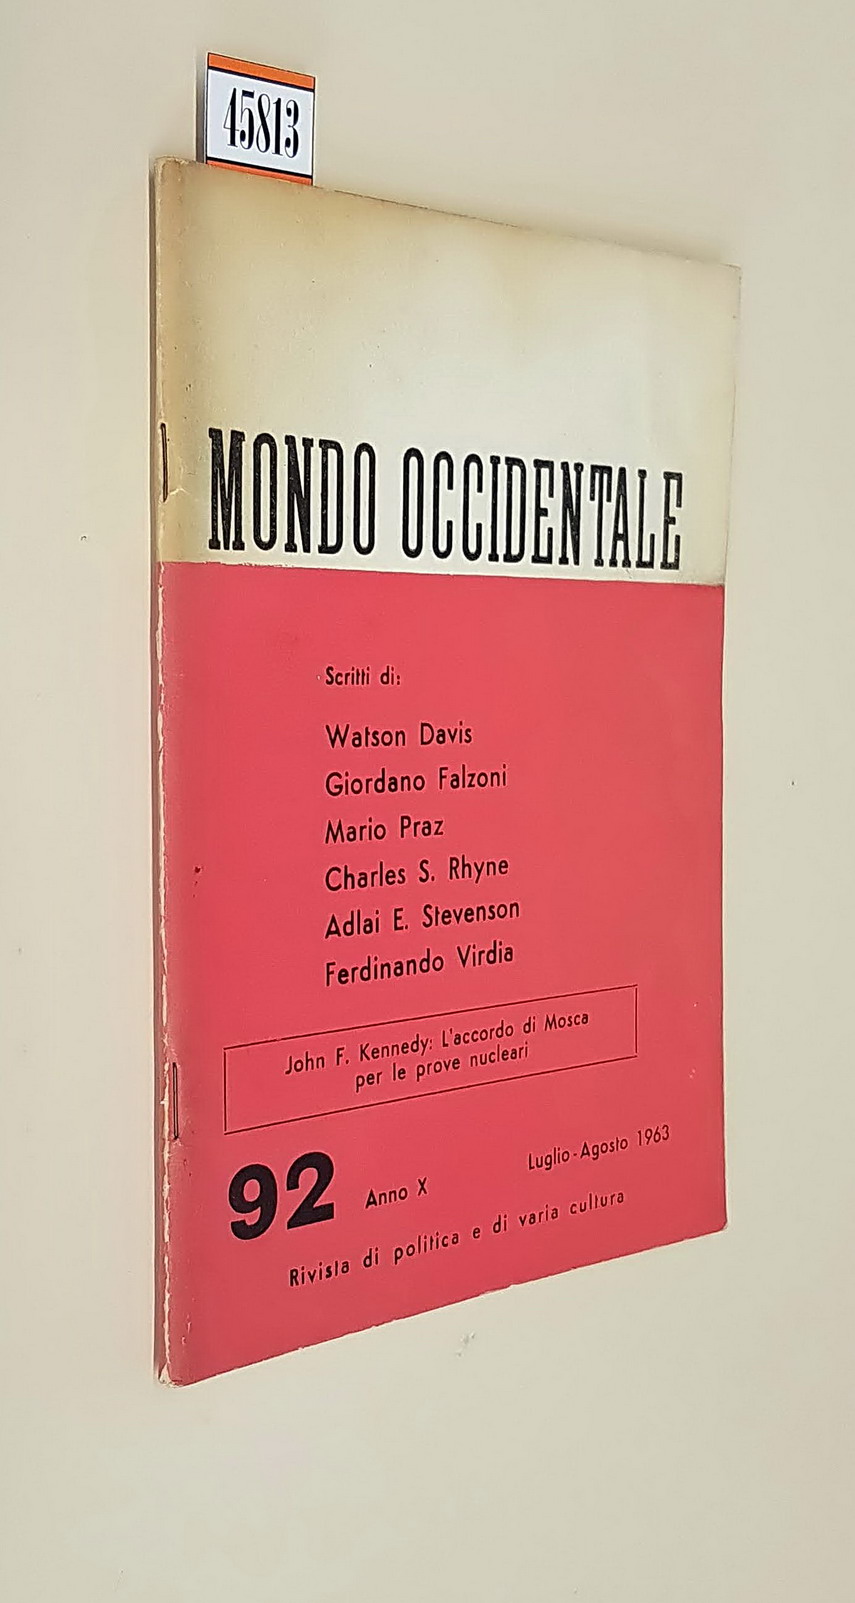 45813
MONDO OCCIDENTALE
Scritti di:
Watson Davis
Giordano Falzoni
Mario Praz
Charles S. Rhyne
Adlai E. Stevenson
Ferdinando Virdia
John F. Kennedy: L'accordo di Mosca
per le prove nucleari
92 Anno X Luglio-Agosto 1963
Rivista di politica e di varia cultura